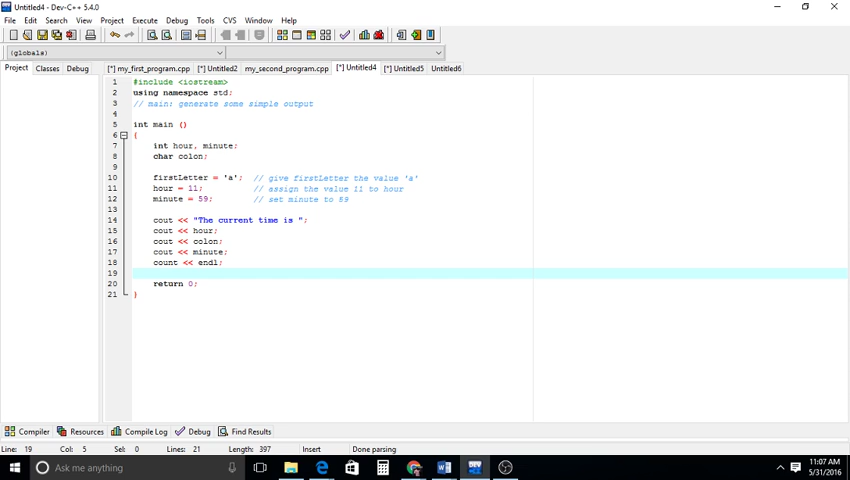 Untitled4 - Dev-C++ 5.4.0
File Edit Search View Project Execute Debug Tools CVS Window Help
(globals)
Project Classes Debug [*] my_first_program.cpp [*] Untitled2 my_second_program.cpp [*] Untitled4 [*] Untitled5 Untitled6
1 #include <iostream>
2 using namespace std;
3 // main: generate some simple output
4
5 int main ()
6 {
7 int hour, minute;
8 char colon;
9
10 firstLetter = 'a'; // give firstLetter the value 'a'
11 hour = 11; // assign the value 11 to hour
12 minute = 59; // set minute to 59
13
14 cout << "The current time is ";
15 cout << hour;
16 cout << colon;
17 cout << minute;
18 count << endl;
19
20 return 0;
21 }
Compiler Resources Compile Log Debug Find Results
Line: 19 Col: 5 Sel: 0 Lines: 21 Length: 397 Insert Done parsing
Ask me anything
DEV
11:07 AM
5/31/2016